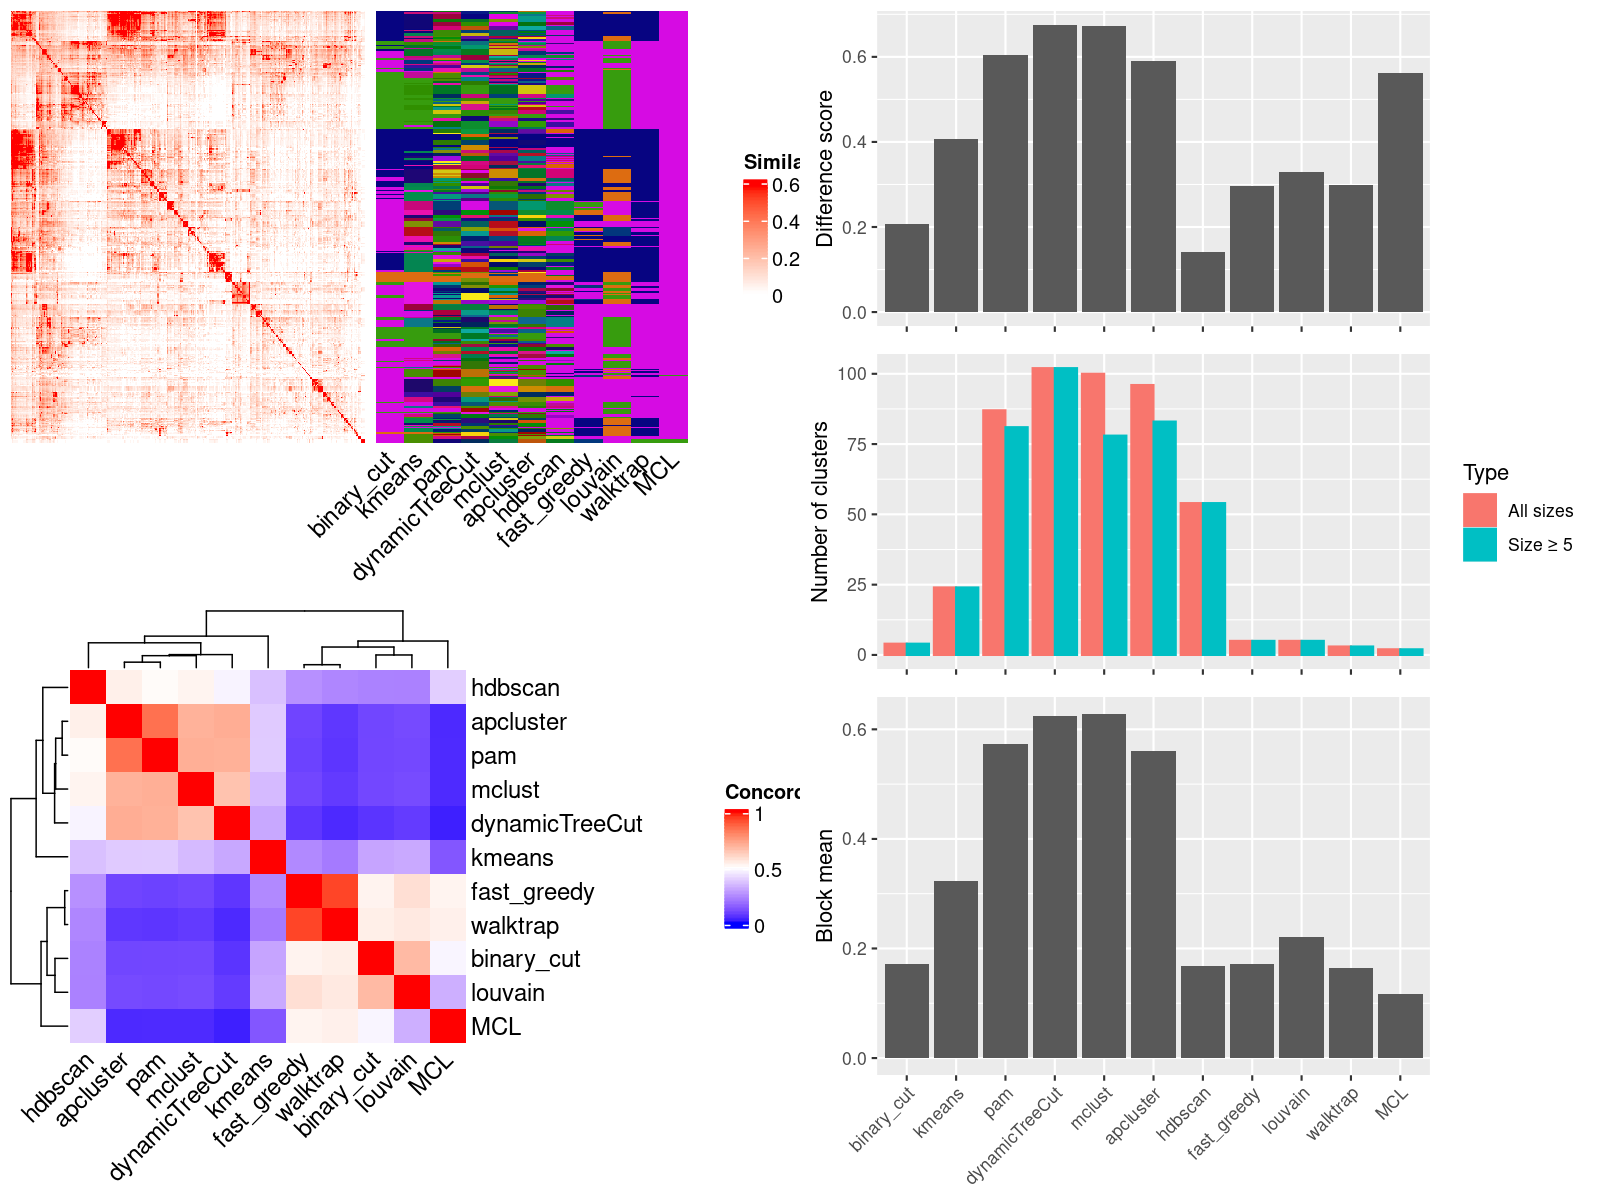 Simila
0.6
0.4
0.2
0
binary_cut
kmeans
pam
dynamicTreeCut
mclust
apcluster
hdbscan
fast_greedy
louvain
walktrap
MCL
hdbscan
apcluster
pam
mclust
dynamicTreeCut
kmeans
fast_greedy
walktrap
binary_cut
louvain
MCL
hdbscan
apcluster
pam
mclust
dynamicTreeCut
kmeans
fast_greedy
walktrap
binary_cut
louvain
MCL
Concord
1
0.5
0
Difference score
0.6
0.4
0.2
0.0
Number of clusters
100
75
50
25
0
Type
All sizes
Size ≥ 5
Block mean
0.6
0.4
0.2
0.0
binary_cut
kmeans
pam
dynamicTreeCut
mclust
apcluster
hdbscan
fast_greedy
louvain
walktrap
MCL